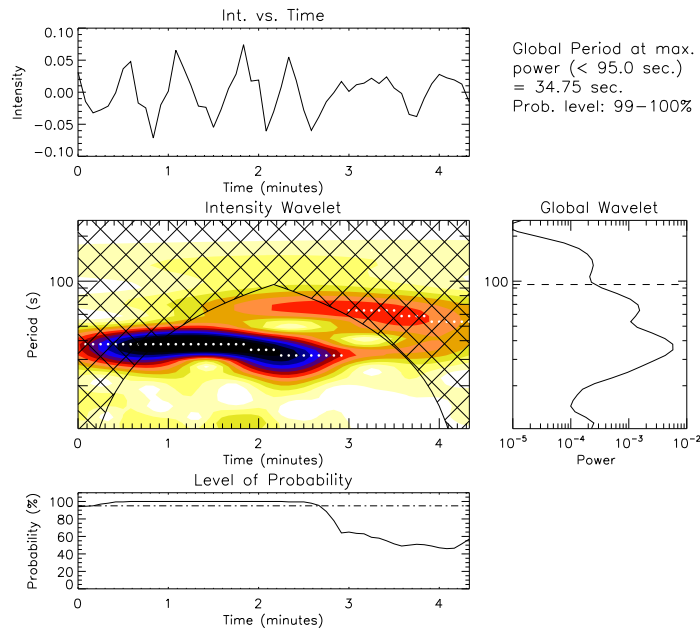 Int. vs. Time
0.10
0.05
0.00
-0.05
-0.10
Intensity
0 1 2 3 4
Time (minutes)
Global Period at max.
power (< 95.0 sec.)
= 34.75 sec.
Prob. level: 99-100%
Intensity Wavelet
100
Period (s)
0 1 2 3 4
Time (minutes)
Global Wavelet
100
10^-5 10^-4 10^-3 10^-2
Power
Level of Probability
100
80
60
40
20
0
Probability (%)
0 1 2 3 4
Time (minutes)